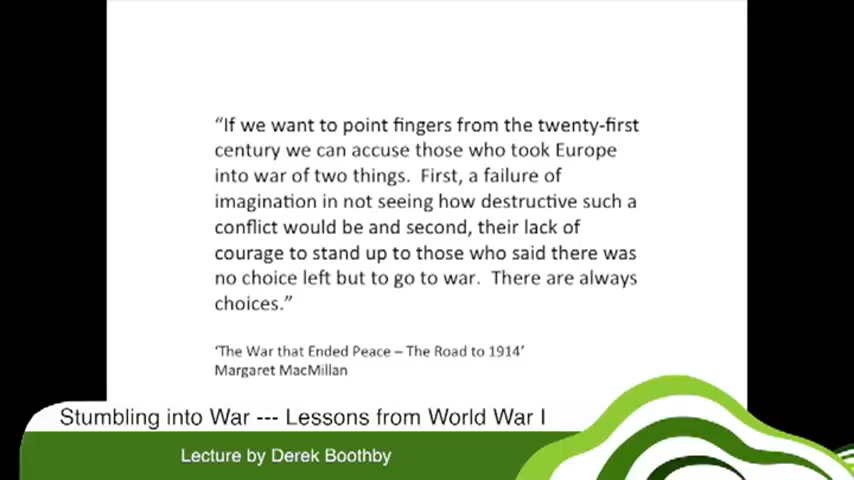 “If we want to point fingers from the twenty-first
century we can accuse those who took Europe
into war of two things.  First, a failure of
imagination in not seeing how destructive such a
conflict would be and second, their lack of
courage to stand up to those who said there was
no choice left but to go to war.  There are always
choices.”
‘The War that Ended Peace – The Road to 1914’
Margaret MacMillan
Stumbling into War --- Lessons from World War I
Lecture by Derek Boothby